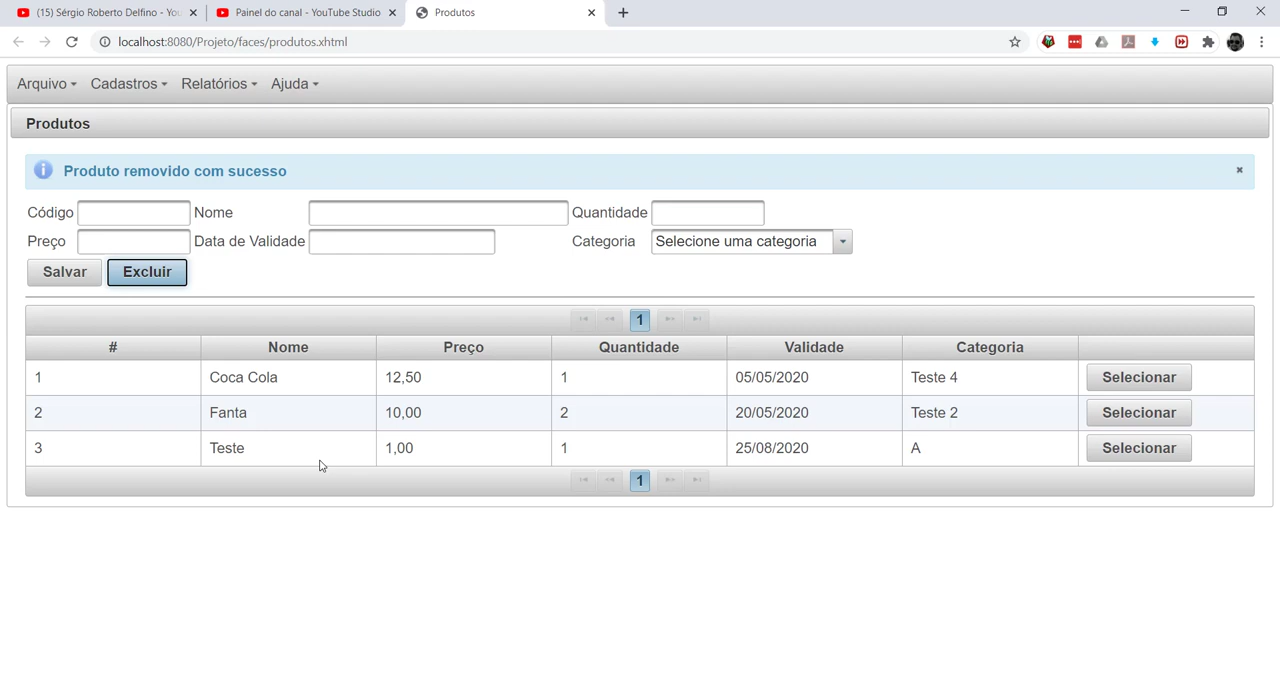 (15) Sérgio Roberto Delfino - You
Painel do canal - YouTube Studio
Produtos
localhost:8080/Projeto/faces/produtos.xhtml
Arquivo Cadastros Relatórios Ajuda
Produtos
Produto removido com sucesso
Código Nome Quantidade
Preço Data de Validade Categoria Selecione uma categoria
Salvar Excluir
1
# Nome Preço Quantidade Validade Categoria
1 Coca Cola 12,50 1 05/05/2020 Teste 4 Selecionar
2 Fanta 10,00 2 20/05/2020 Teste 2 Selecionar
3 Teste 1,00 1 25/08/2020 A Selecionar
1